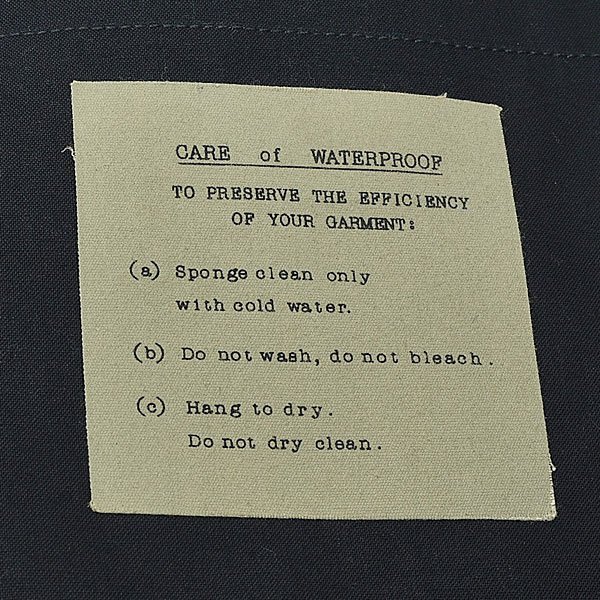 CARE of WATERPROOF
TO PRESERVE THE EFFICIENCY
OF YOUR GARMENT:
(a) Sponge clean only
with cold water.
(b) Do not wash, do not bleach.
(c) Hang to dry.
Do not dry clean.